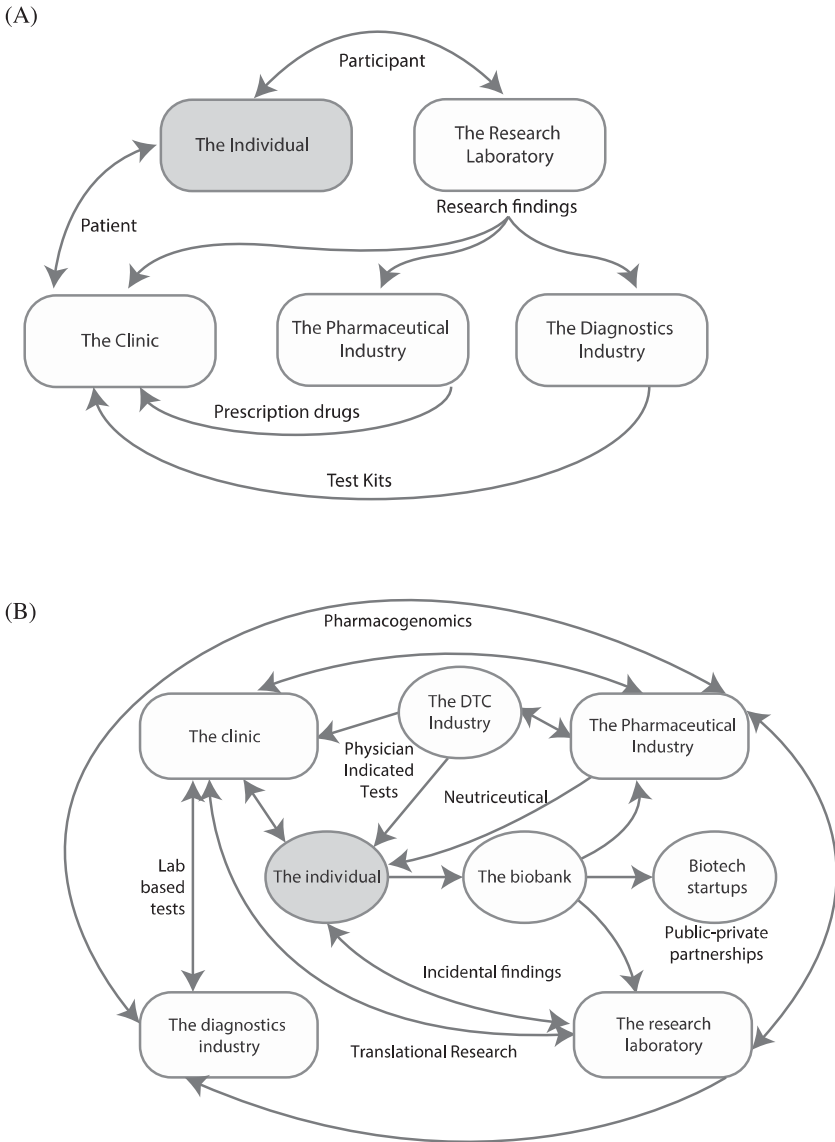 (A)
Participant
The Individual
The Research
Laboratory
Research findings
Patient
The Clinic
The Pharmaceutical
Industry
The Diagnostics
Industry
Prescription drugs
Test Kits
(B)
Pharmacogenomics
The clinic
The DTC
Industry
The Pharmaceutical
Industry
Physician
Indicated
Tests
Neutriceutical
Lab
based
tests
The individual
The biobank
Biotech
startups
Public-private
partnerships
Incidental findings
The diagnostics
industry
Translational Research
The research
laboratory